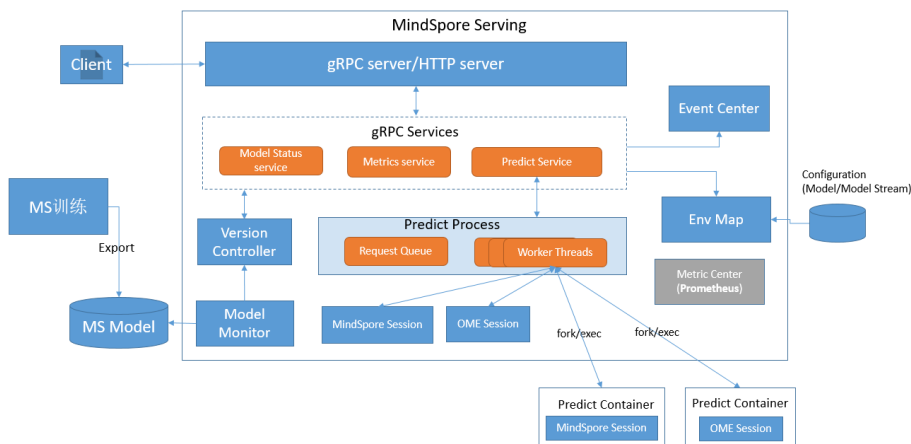 MindSpore Serving
Client
gRPC server/HTTP server
Event Center
gRPC Services
Model Status
service
Metrics service
Predict Service
Configuration
(Model/Model Stream)
MS训练
Export
Version
Controller
Predict Process
Request Queue
Worker Threads
Env Map
Metric Center
(Prometheus)
MS Model
Model
Monitor
MindSpore Session
OME Session
fork/exec
fork/exec
Predict Container
MindSpore Session
Predict Container
OME Session